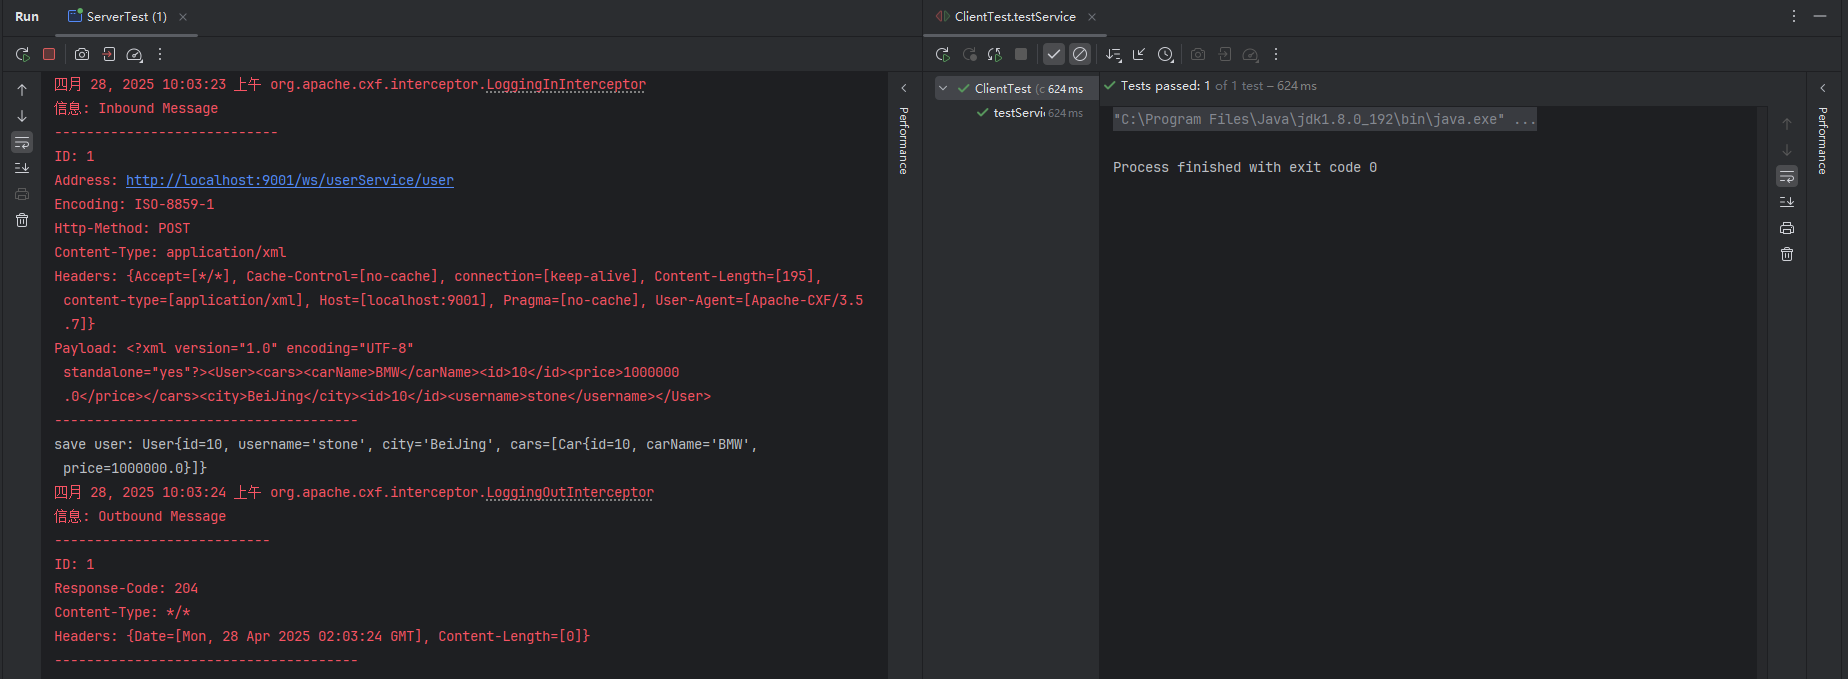 Run
ServerTest (1)
四月 28, 2025 10:03:23 上午 org.apache.cxf.interceptor.LoggingInInterceptor
信息: Inbound Message
----------------------------
ID: 1
Address: http://localhost:9001/ws/userService/user
Encoding: ISO-8859-1
Http-Method: POST
Content-Type: application/xml
Headers: {Accept=[*/*], Cache-Control=[no-cache], connection=[keep-alive], Content-Length=[195],
content-type=[application/xml], Host=[localhost:9001], Pragma=[no-cache], User-Agent=[Apache-CXF/3.5
.7]}
Payload: <?xml version="1.0" encoding="UTF-8"
standalone="yes"?><User><cars><carName>BMW</carName><id>10</id><price>1000000
.0</price></cars><city>BeiJing</city><id>10</id><username>stone</username></User>
--------------------------------------
save user: User{id=10, username='stone', city='BeiJing', cars=[Car{id=10, carName='BMW',
price=1000000.0}]}
四月 28, 2025 10:03:24 上午 org.apache.cxf.interceptor.LoggingOutInterceptor
信息: Outbound Message
---------------------------
ID: 1
Response-Code: 204
Content-Type: */*
Headers: {Date=[Mon, 28 Apr 2025 02:03:24 GMT], Content-Length=[0]}
--------------------------------------
Performance
ClientTest.testService
ClientTest (c 624 ms
testServi 624 ms
Tests passed: 1 of 1 test – 624 ms
"C:\Program Files\Java\jdk1.8.0_192\bin\java.exe" ...
Process finished with exit code 0
Performance